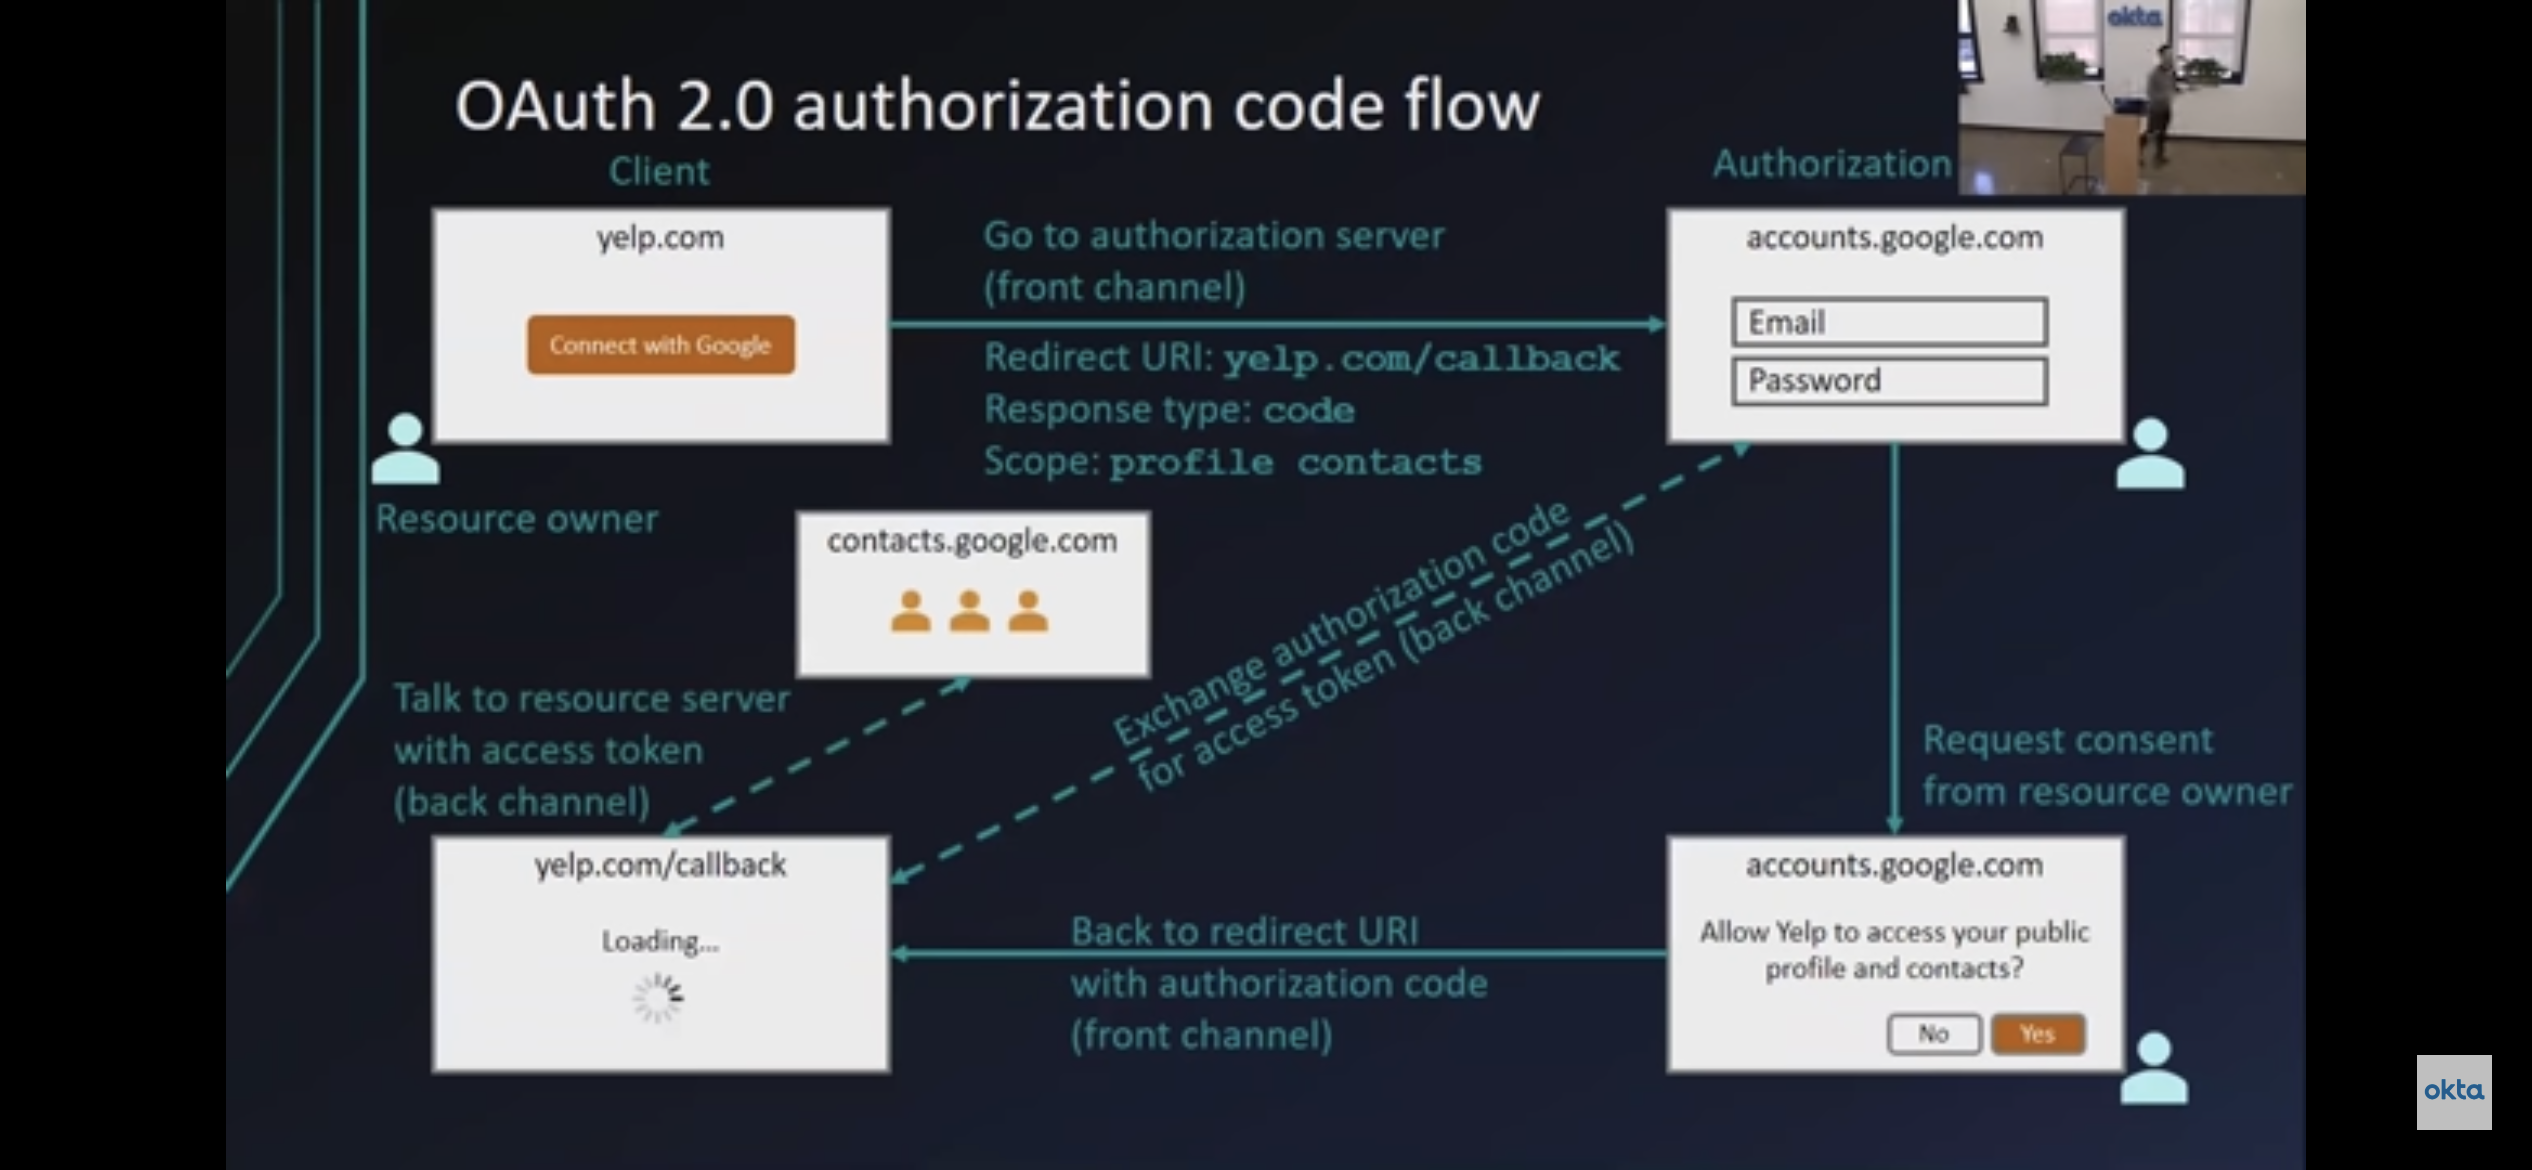 okta
OAuth 2.0 authorization code flow
Client
Authorization
yelp.com
Connect with Google
Resource owner
Go to authorization server
(front channel)
Redirect URI: yelp.com/callback
Response type: code
Scope: profile contacts
accounts.google.com
Email
Password
contacts.google.com
Exchange authorization code
for access token (back channel)
Talk to resource server
with access token
(back channel)
Request consent
from resource owner
yelp.com/callback
Loading...
Back to redirect URI
with authorization code
(front channel)
accounts.google.com
Allow Yelp to access your public
profile and contacts?
No
Yes
okta